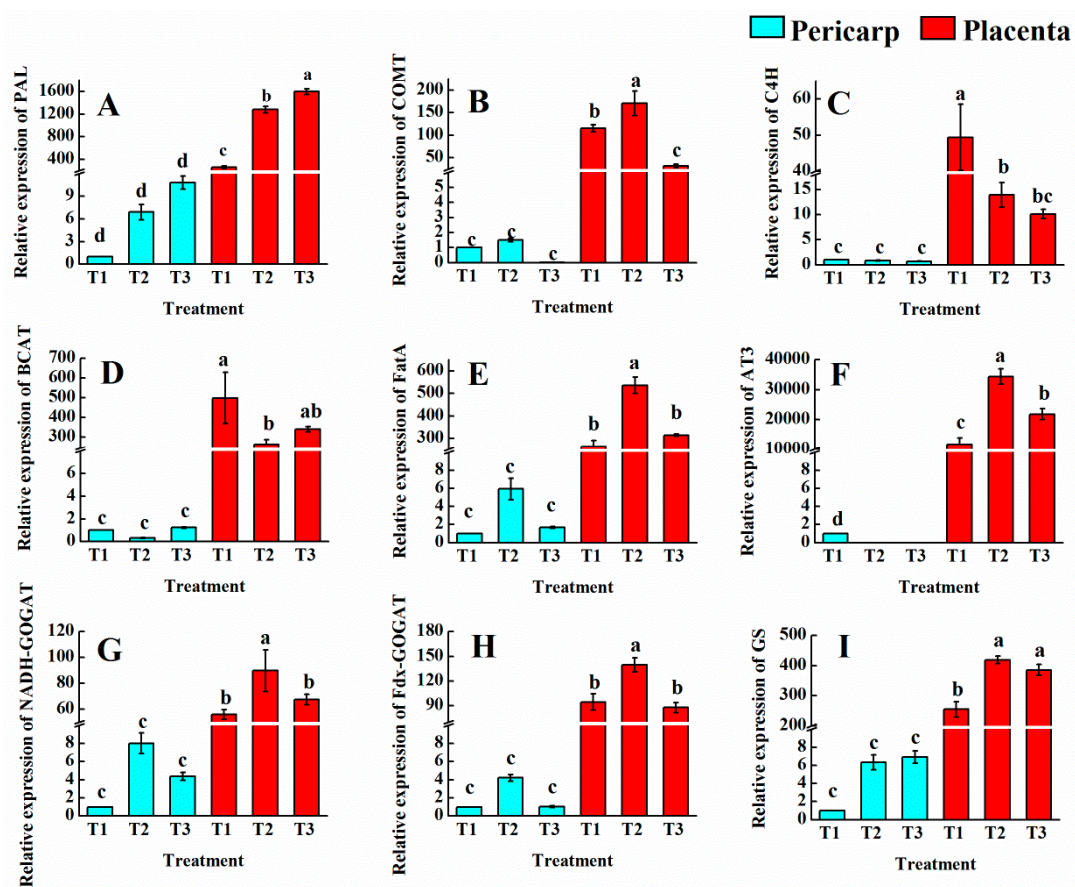 Pericarp Placenta
A
Relative expression of PAL
1600
1200
800
400
9
6
3
0
d d d c b a
T1 T2 T3 T1 T2 T3
Treatment
B
Relative expression of COMT
200
150
100
50
5
4
3
2
1
0
c c c b a c
T1 T2 T3 T1 T2 T3
Treatment
C
Relative expression of C4H
60
50
40
15
10
5
0
c c c a b bc
T1 T2 T3 T1 T2 T3
Treatment
D
Relative expression of BCAT
700
600
500
400
300
6
4
2
0
c c c a b ab
T1 T2 T3 T1 T2 T3
Treatment
E
Relative expression of FatA
600
500
400
300
8
6
4
2
0
c c c b a b
T1 T2 T3 T1 T2 T3
Treatment
F
Relative expression of AT3
40000
30000
20000
10000
8
6
4
2
0
d c a b
T1 T2 T3 T1 T2 T3
Treatment
G
Relative expression of NADH-GOGAT
120
100
80
60
8
6
4
2
0
c c c b a b
T1 T2 T3 T1 T2 T3
Treatment
H
Relative expression of Fdx-GOGAT
180
150
120
90
8
6
4
2
0
c c c b a b
T1 T2 T3 T1 T2 T3
Treatment
I
Relative expression of GS
500
400
300
200
8
6
4
2
0
c c c b a a
T1 T2 T3 T1 T2 T3
Treatment